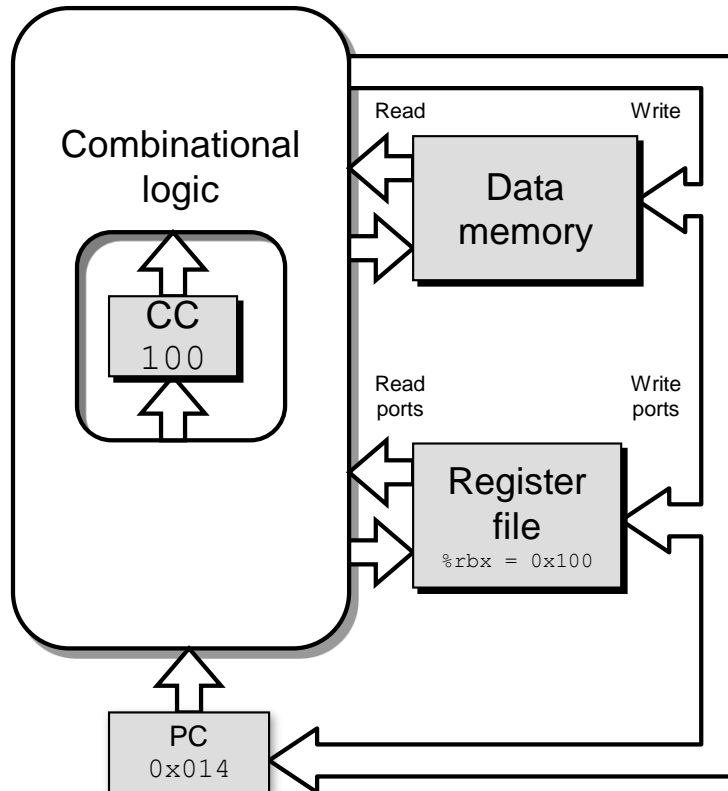 Combinational
logic
CC
100
Read
Write
Data
memory
Read
ports
Write
ports
Register
file
%rbx = 0x100
PC
0x014